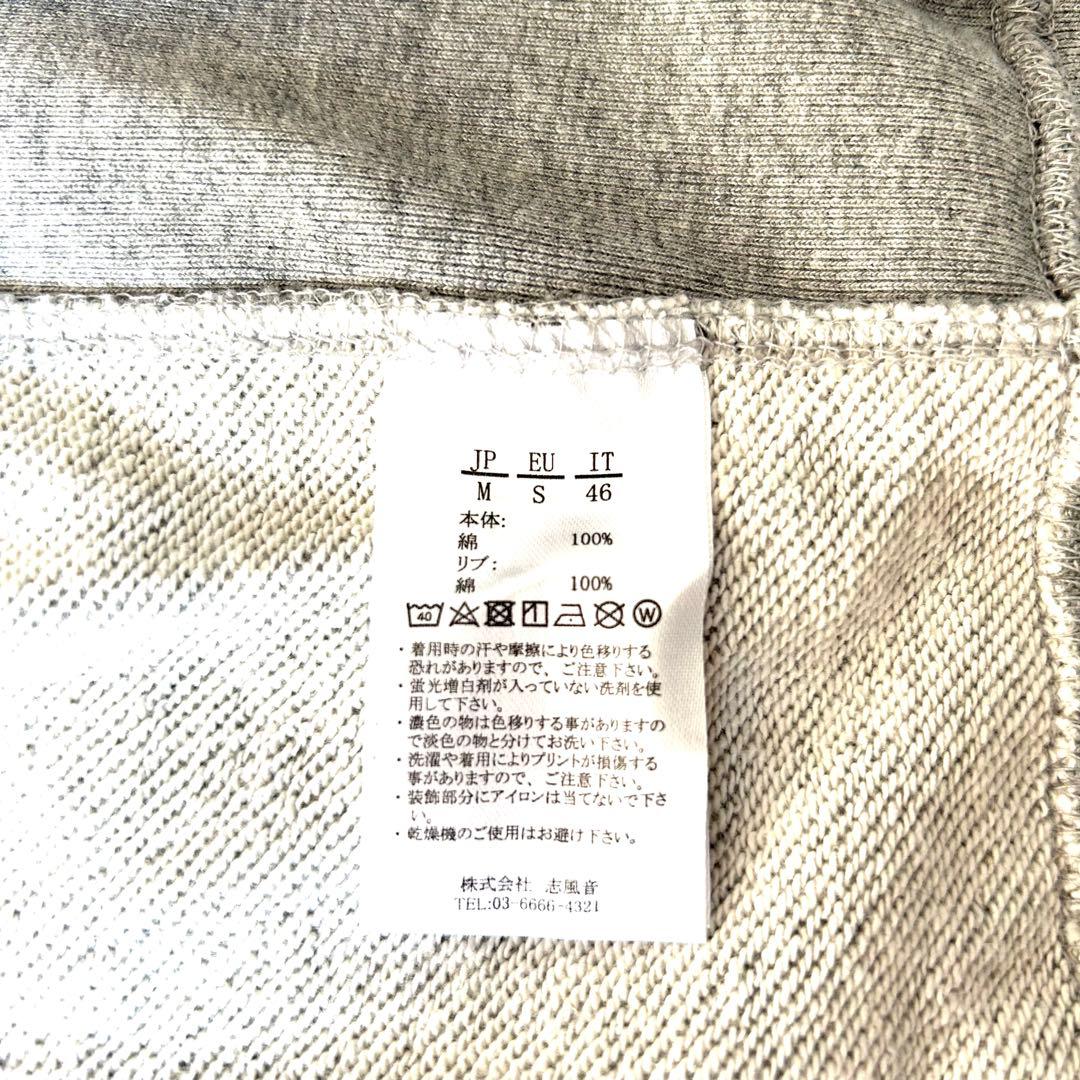 JP EU IT
M S 46
本体:
綿 100%
リブ:
綿 100%
40 W
・着用時の汗や摩擦により色移りする
恐れがありますので、ご注意下さい。
・蛍光増白剤が入っていない洗剤を使
用して下さい。
・濃色の物は色移りする事がありますの
で淡色の物と分けてお洗い下さい。
・洗濯や着用によりプリントが損傷する
事がありますので、ご注意下さい。
・装飾部分にアイロンは当てないで下さ
い。
・乾燥機のご使用はお避け下さい。
株式会社 志風音
TEL:03-6666-4321